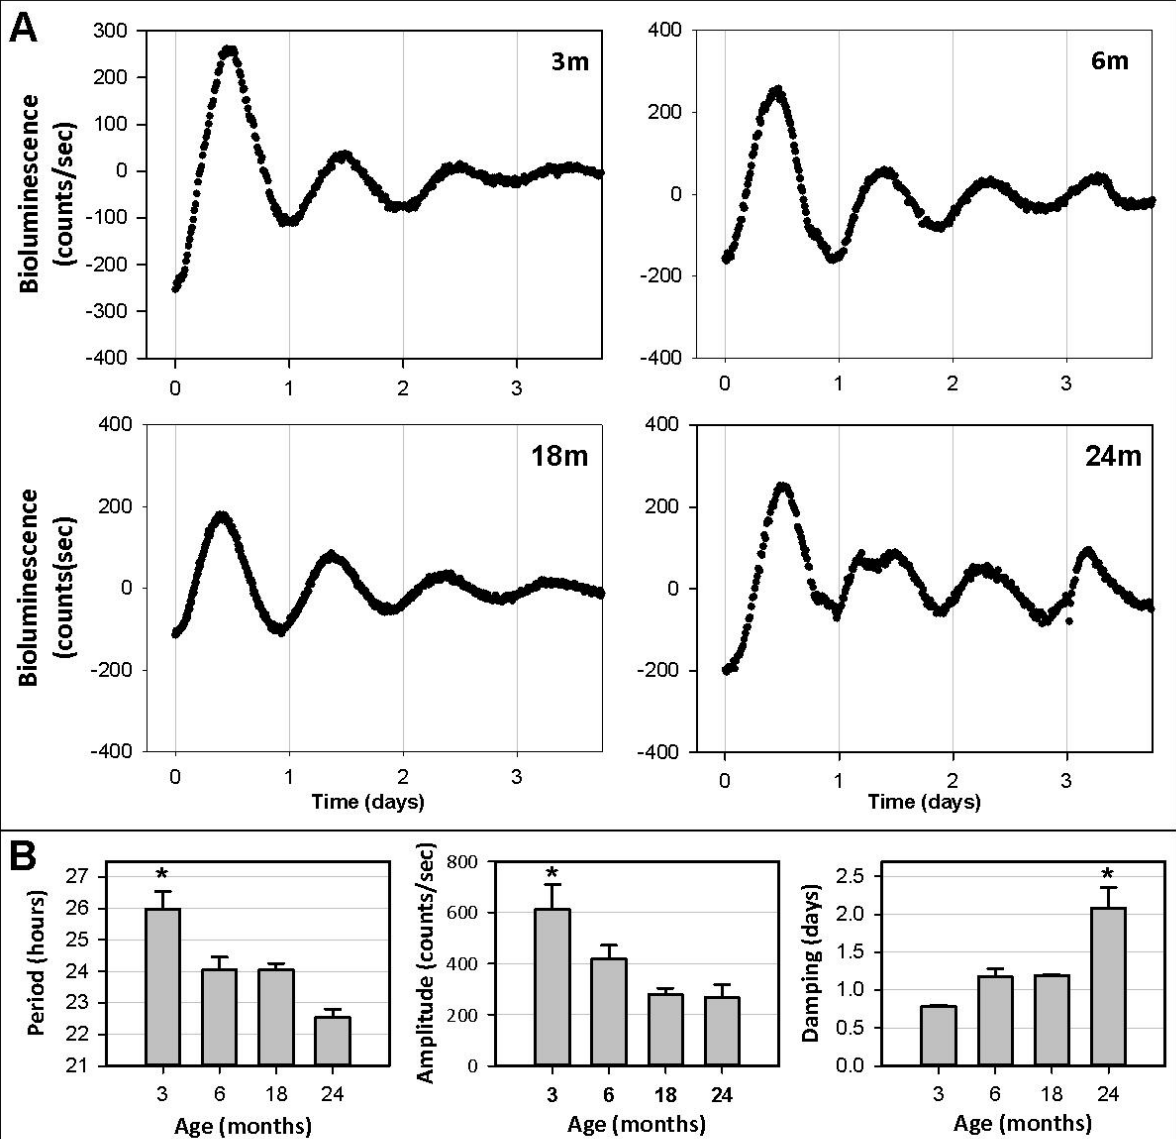 A
3m
300
200
100
0
-100
-200
-300
-400
0 1 2 3
Bioluminescence
(counts/sec)
6m
400
200
0
-200
-400
0 1 2 3
18m
400
200
0
-200
-400
0 1 2 3
Bioluminescence
(counts(sec)
Time (days)
24m
400
200
0
-200
-400
0 1 2 3
Time (days)
B
27
26
25
24
23
22
21
Period (hours)
*
3 6 18 24
Age (months)
800
600
400
200
0
Amplitude (counts/sec)
*
3 6 18 24
Age (months)
2.5
2.0
1.5
1.0
0.5
0.0
Damping (days)
*
3 6 18 24
Age (months)